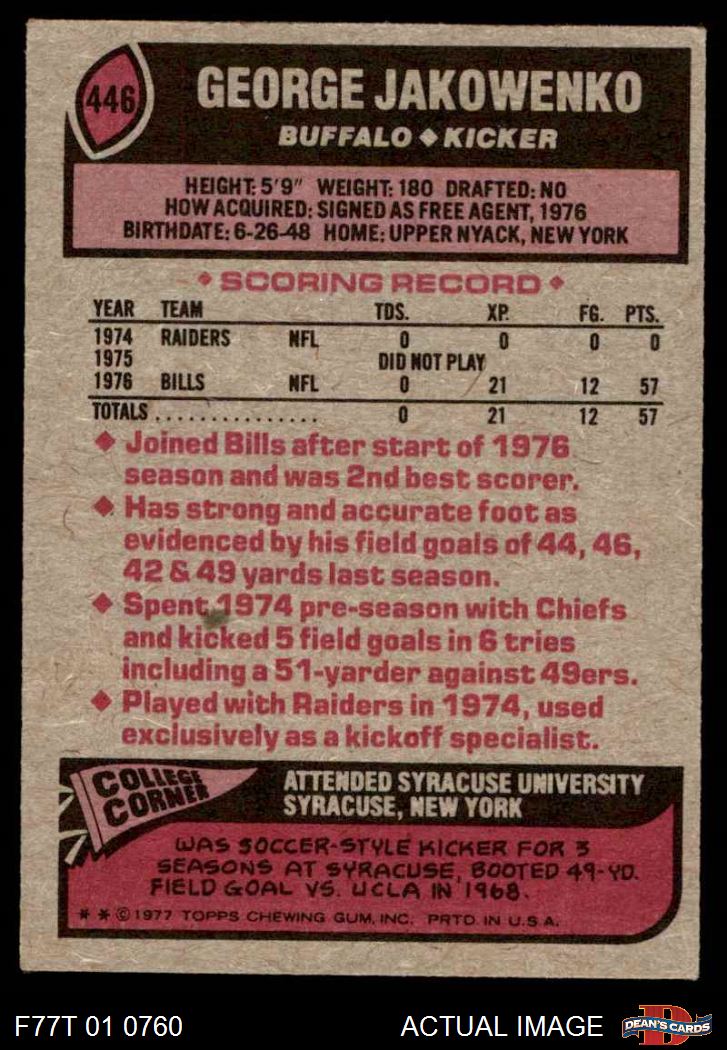 446
GEORGE JAKOWENKO
BUFFALO ◆ KICKER
HEIGHT: 5'9" WEIGHT: 180 DRAFTED: NO
HOW ACQUIRED: SIGNED AS FREE AGENT, 1976
BIRTHDATE: 6-26-48 HOME: UPPER NYACK, NEW YORK
◆ SCORING RECORD ◆
YEAR TEAM TDS. XP. FG. PTS.
1974 RAIDERS NFL 0 0 0 0
1975 DID NOT PLAY
1976 BILLS NFL 0 21 12 57
TOTALS . . . . . . . . . . . . . . . 0 21 12 57
◆ Joined Bills after start of 1976
season and was 2nd best scorer.
◆ Has strong and accurate foot as
evidenced by his field goals of 44, 46,
42 & 49 yards last season.
◆ Spent 1974 pre-season with Chiefs
and kicked 5 field goals in 6 tries
including a 51-yarder against 49ers.
◆ Played with Raiders in 1974, used
exclusively as a kickoff specialist.
COLLEGE
CORNER
ATTENDED SYRACUSE UNIVERSITY
SYRACUSE, NEW YORK
WAS SOCCER-STYLE KICKER FOR 3
SEASONS AT SYRACUSE, BOOTED 49-YD.
FIELD GOAL VS. UCLA IN 1968.
* * © 1977 TOPPS CHEWING GUM, INC. PRTD IN U.S.A.
F77T 01 0760 ACTUAL IMAGE
D
DEAN'S CARDS